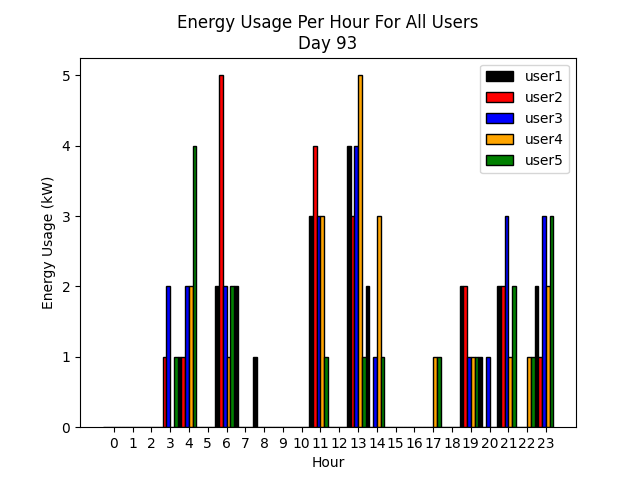 Energy Usage Per Hour For All Users
Day 93
user1
user2
user3
user4
user5
Energy Usage (kW)
5
4
3
2
1
0
0 1 2 3 4 5 6 7 8 9 10 11 12 13 14 15 16 17 18 19 20 21 22 23
Hour